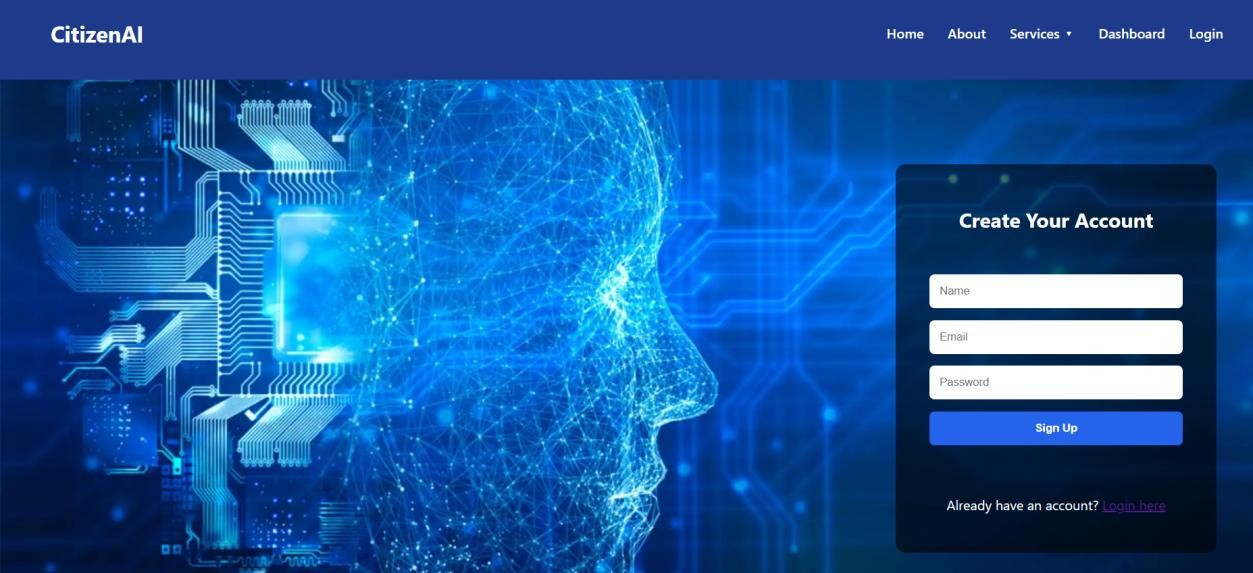 CitizenAI
Home About Services ▼ Dashboard Login
Create Your Account
Name
Email
Password
Sign Up
Already have an account? Login here